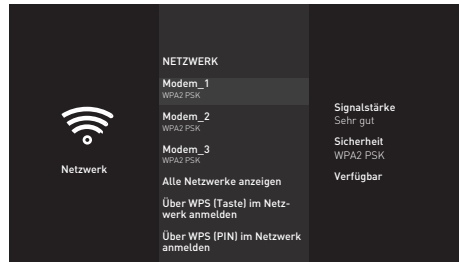 Netzwerk
NETZWERK
Modem_1
WPA2 PSK
Modem_2
WPA2 PSK
Modem_3
WPA2 PSK
Alle Netzwerke anzeigen
Über WPS (Taste) im Netz-
werk anmelden
Über WPS (PIN) im Netzwerk
anmelden
Signalstärke
Sehr gut
Sicherheit
WPA2 PSK
Verfügbar